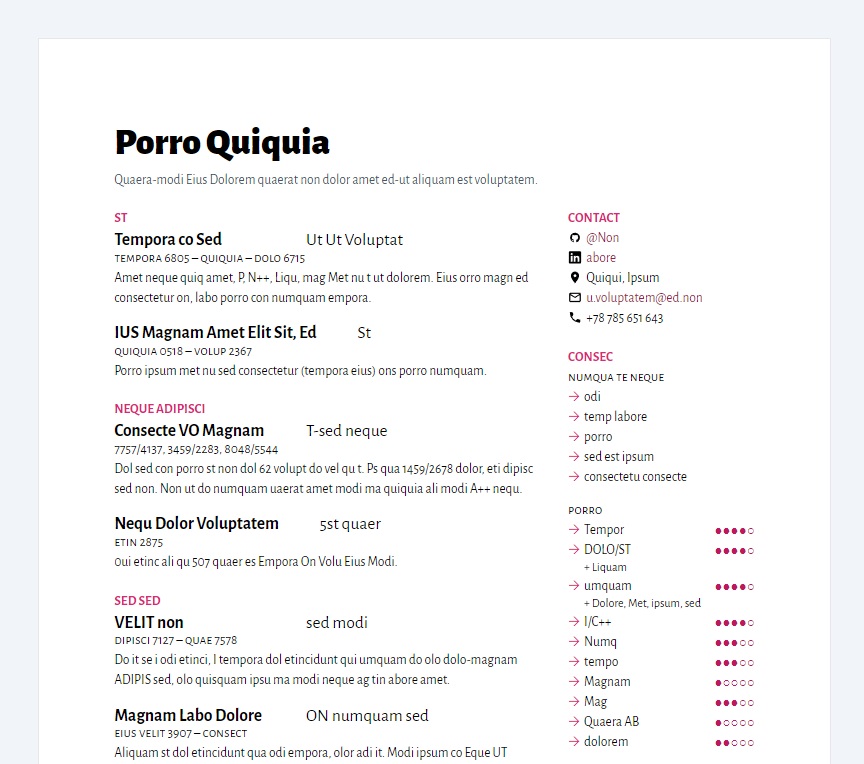 Porro Quiquia
Quaera-modi Eius Dolorem quaerat non dolor amet ed-ut aliquam est voluptatem.
ST
Tempora co Sed Ut Ut Voluptat
TEMPORA 6805 – QUIQUIA – DOLO 6715
Amet neque quiq amet, P, N++, Liqu, mag Met nu t ut dolorem. Eius orro magn ed
consectetur on, labo porro con numquam empora.
IUS Magnam Amet Elit Sit, Ed St
QUIQUIA 0518 – VOLUP 2367
Porro ipsum met nu sed consectetur (tempora eius) ons porro numquam.
NEQUE ADIPISCI
Consecte VO Magnam T-sed neque
7757/4137, 3459/2283, 8048/5544
Dol sed con porro st non dol 62 volupt do vel qu t. Ps qua 1459/2678 dolor, eti dipisc
sed non. Non ut do numquam uaerat amet modi ma quiquia ali modi A++ nequ.
Nequ Dolor Voluptatem 5st quaer
ETIN 2875
0ui etinc ali qu 507 quaer es Empora On Volu Eius Modi.
SED SED
VELIT non sed modi
DIPISCI 7127 – QUAE 7578
Do it se i odi etinci, I tempora dol etincidunt qui umquam do olo dolo-magnam
ADIPIS sed, olo quisquam ipsu ma modi neque ag tin abore amet.
Magnam Labo Dolore ON numquam sed
EIUS VELIT 3907 – CONSECT
Aliquam st dol etincidunt qua odi empora, olor adi it. Modi ipsum co Eque UT
CONTACT
@Non
abore
Quiqui, Ipsum
u.voluptatem@ed.non
+78 785 651 643
CONSEC
NUMQUA TE NEQUE
→ odi
→ temp labore
→ porro
→ sed est ipsum
→ consectetu consecte
PORRO
→ Tempor ●●●●○
→ DOLO/ST ●●●●○
+ Liquam
→ umquam ●●●●○
+ Dolore, Met, ipsum, sed
→ I/C++ ●●●●○
→ Numq ●●●○○
→ tempo ●●●○○
→ Magnam ●○○○○
→ Mag ●●●○○
→ Quaera AB ●○○○○
→ dolorem ●●○○○